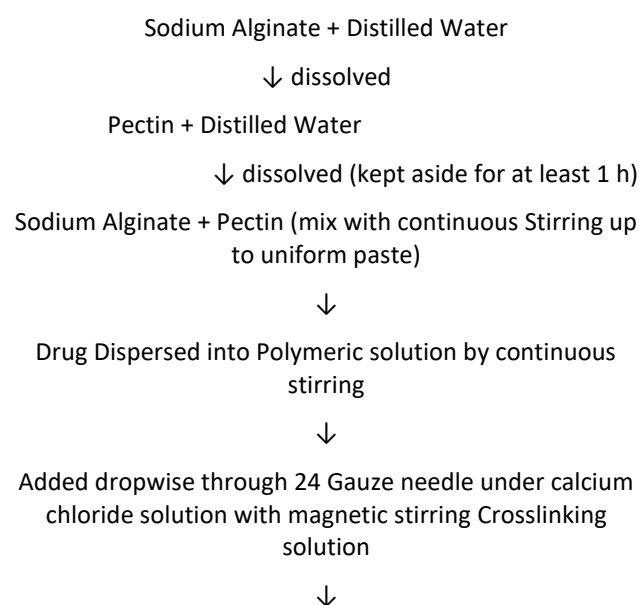 Sodium Alginate + Distilled Water
↓ dissolved
Pectin + Distilled Water
↓ dissolved (kept aside for at least 1 h)
Sodium Alginate + Pectin (mix with continuous Stirring up
to uniform paste)
↓
Drug Dispersed into Polymeric solution by continuous
stirring
↓
Added dropwise through 24 Gauze needle under calcium
chloride solution with magnetic stirring Crosslinking
solution
↓